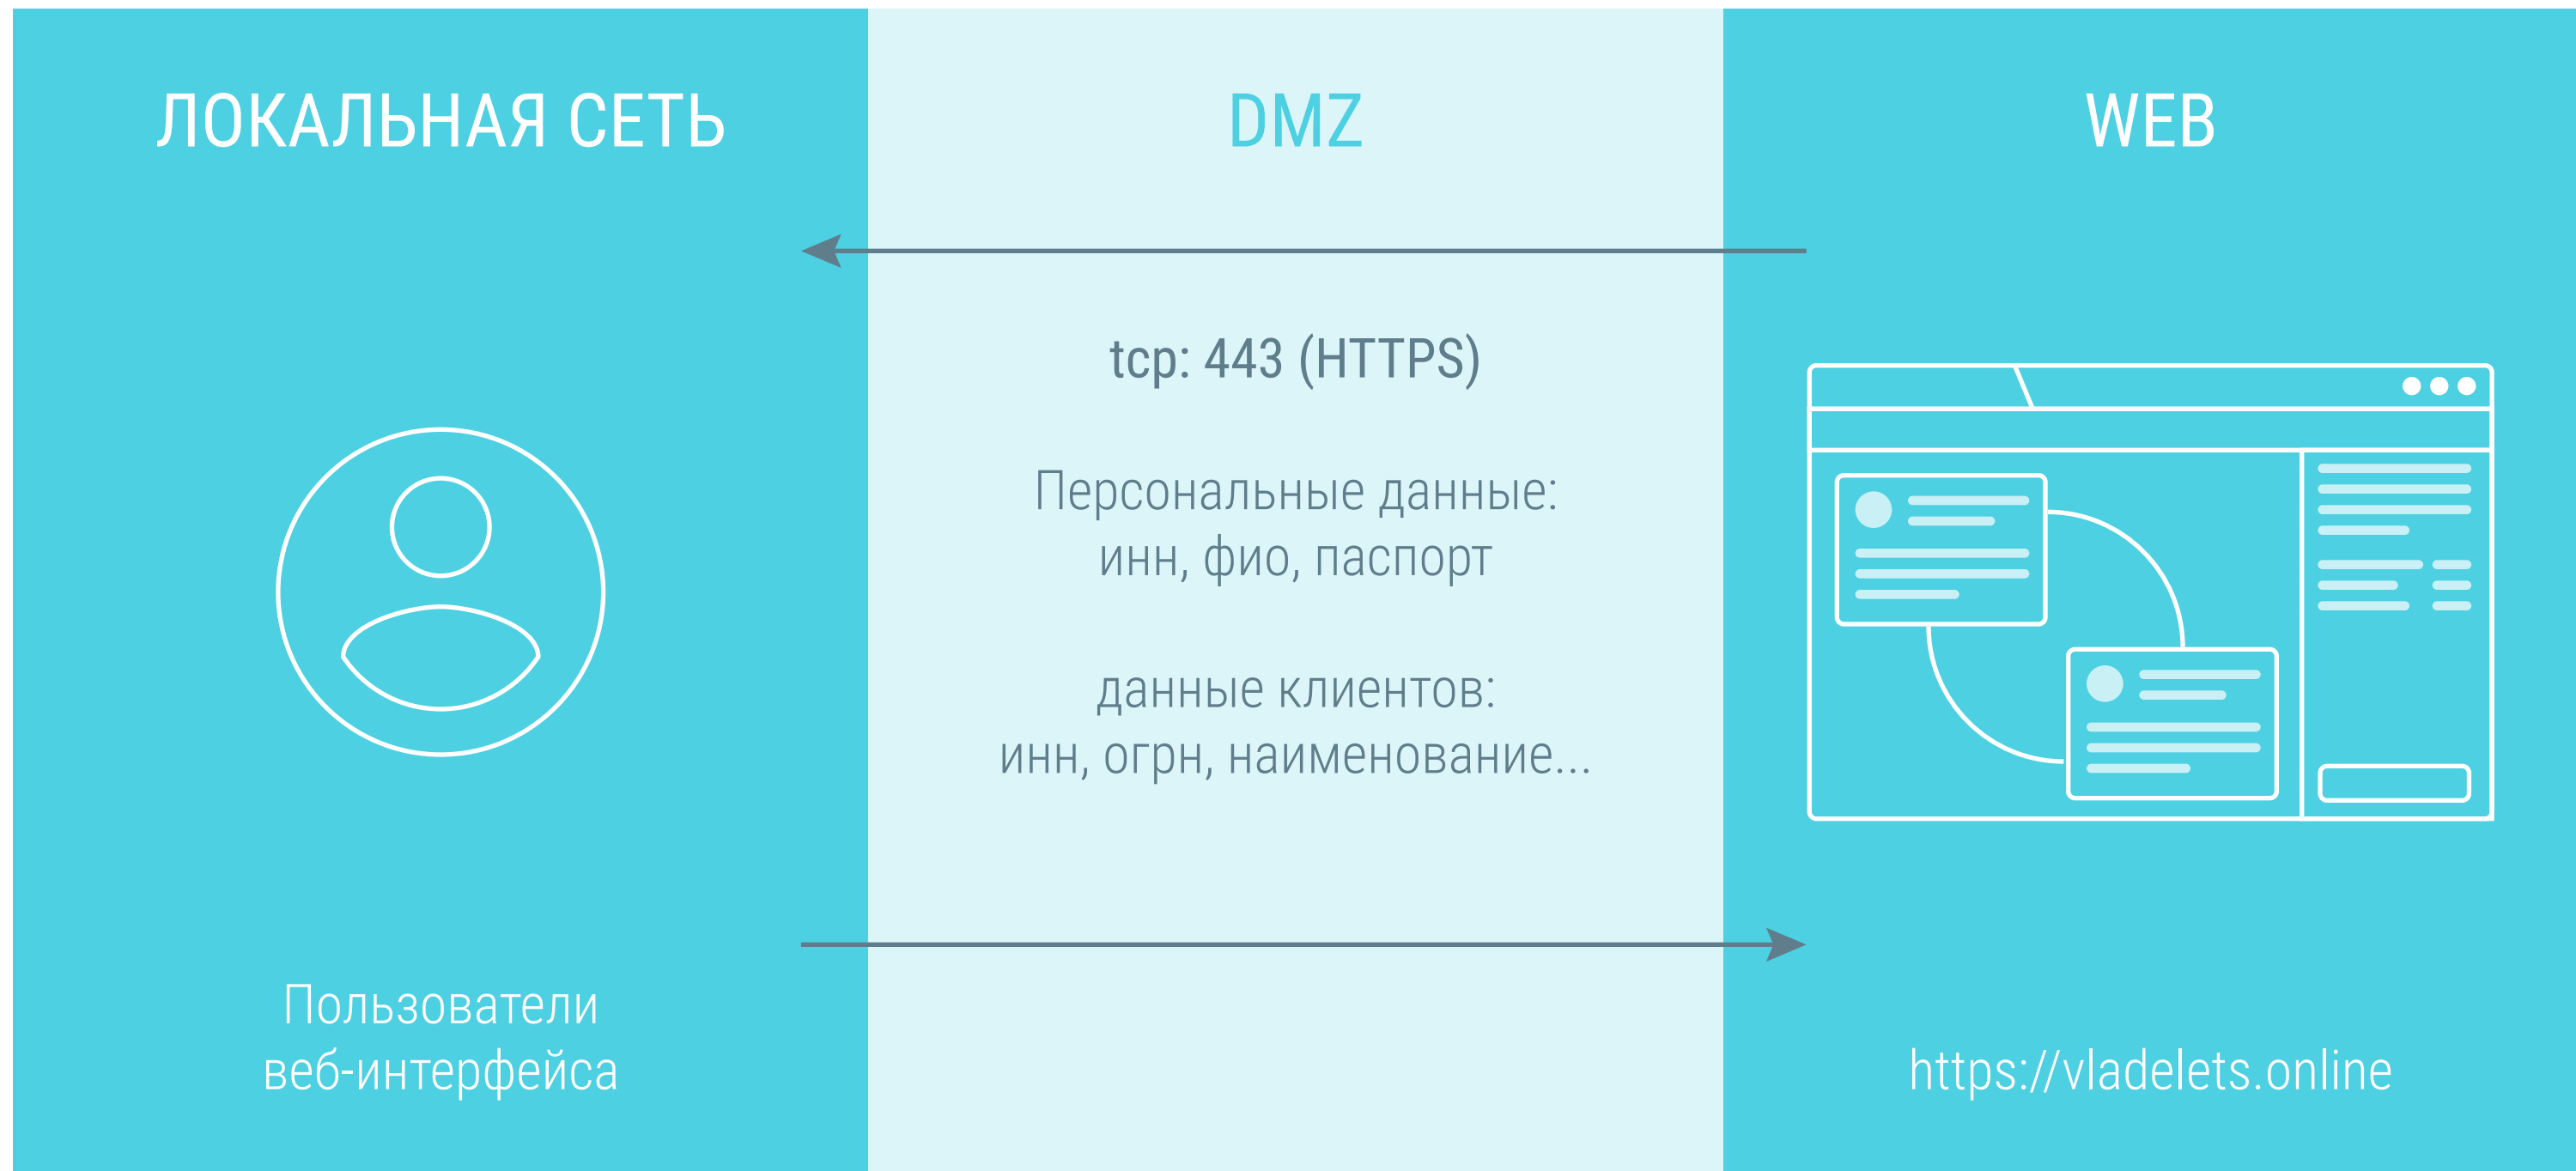 ЛОКАЛЬНАЯ СЕТЬ
DMZ
WEB
tcp: 443 (HTTPS)
Персональные данные:
инн, фио, паспорт
данные клиентов:
инн, огрн, наименование...
Пользователи
веб-интерфейса
https://vladelets.online